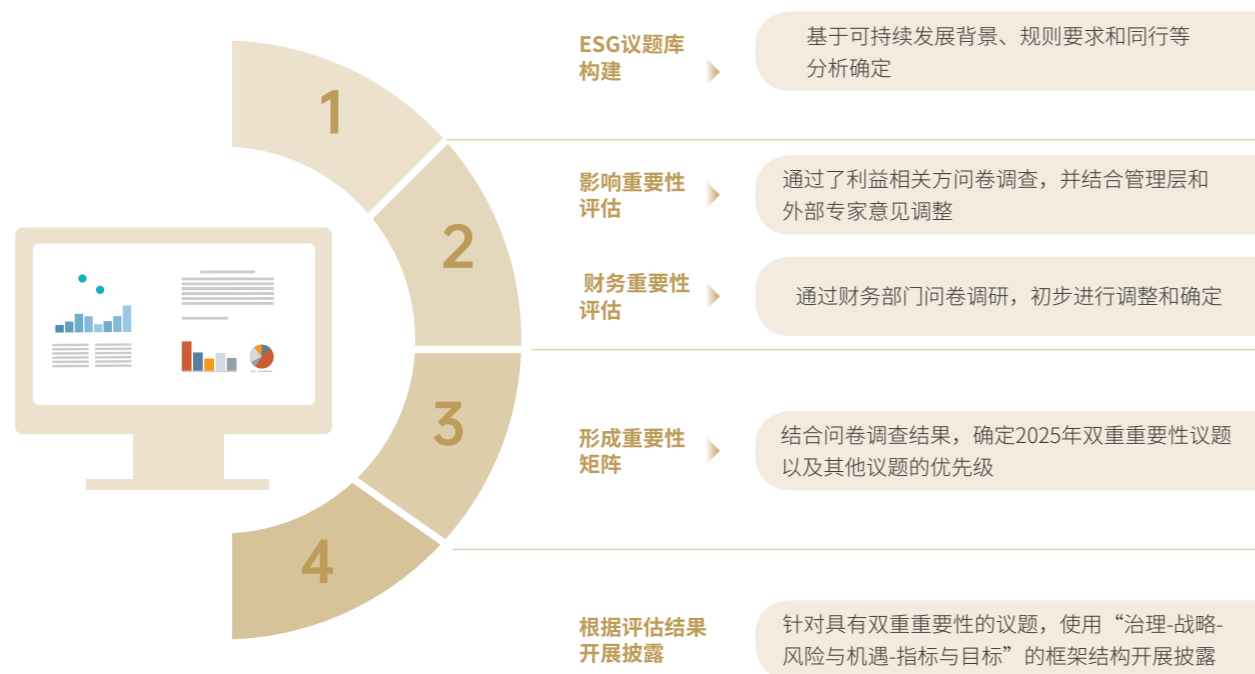 1
ESG议题库
构建
基于可持续发展背景、规则要求和同行等
分析确定
2
影响重要性
评估
通过了利益相关方问卷调查，并结合管理层和
外部专家意见调整
财务重要性
评估
通过财务部门问卷调研，初步进行调整和确定
3
形成重要性
矩阵
结合问卷调查结果，确定2025年双重重要性议题
以及其他议题的优先级
4
根据评估结果
开展披露
针对具有双重重要性的议题，使用“治理-战略-
风险与机遇-指标与目标”的框架结构开展披露